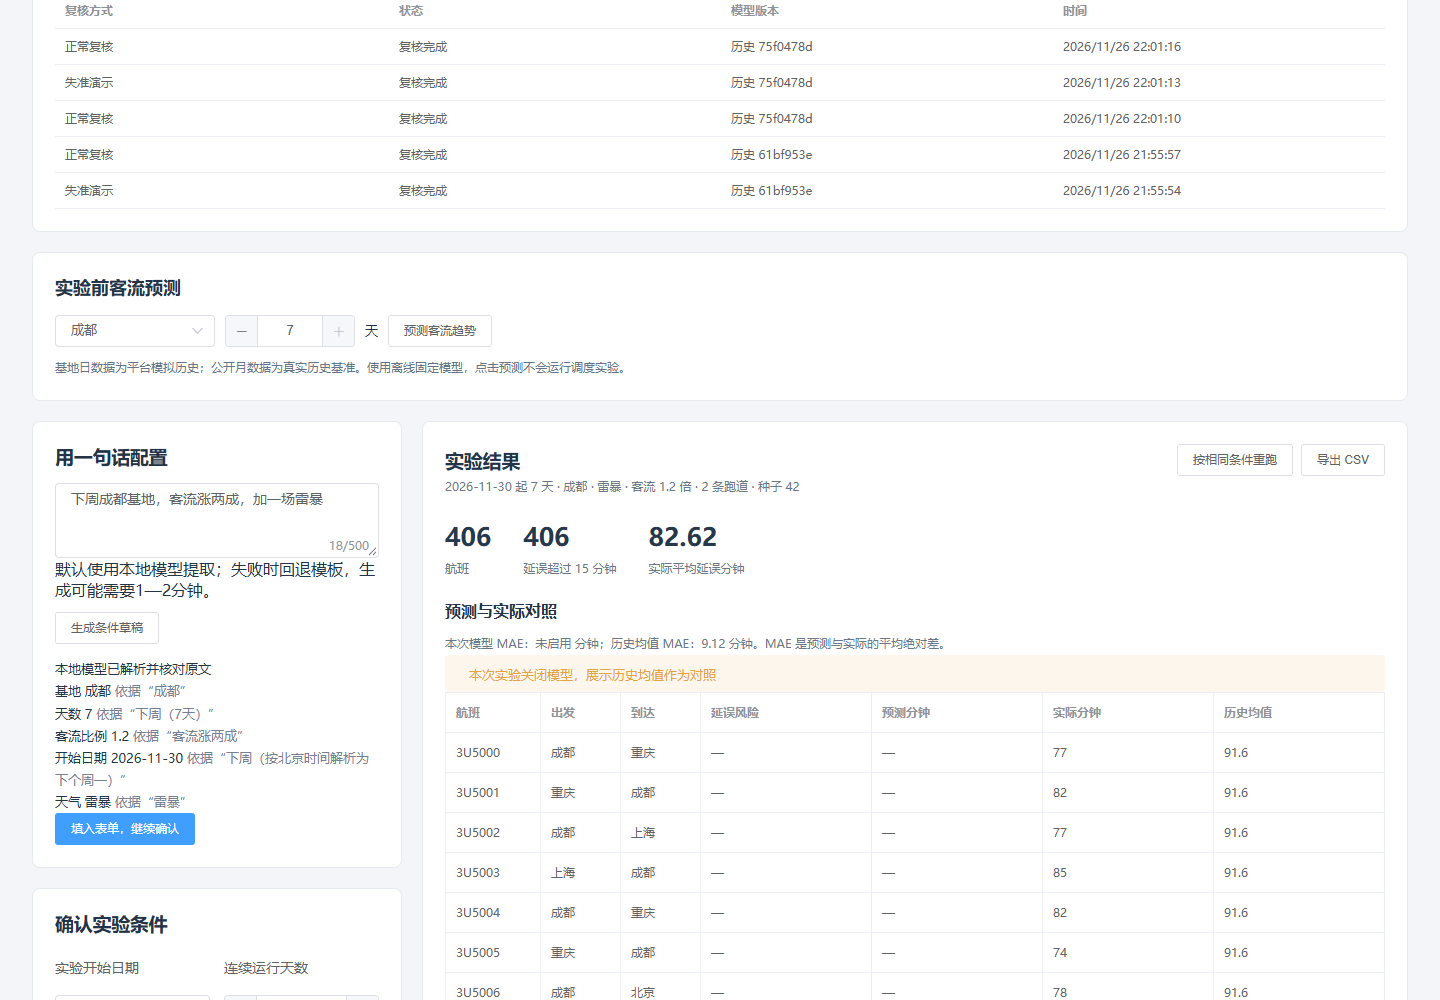 复核方式 状态 模型版本 时间
正常复核 复核完成 历史 75f0478d 2026/11/26 22:01:16
失准演示 复核完成 历史 75f0478d 2026/11/26 22:01:13
正常复核 复核完成 历史 75f0478d 2026/11/26 22:01:10
正常复核 复核完成 历史 61bf953e 2026/11/26 21:55:57
失准演示 复核完成 历史 61bf953e 2026/11/26 21:55:54
实验前客流预测
成都 － 7 ＋ 天 预测客流趋势
基地日数据为平台模拟历史；公开月数据为真实历史基准。使用离线固定模型，点击预测不会运行调度实验。
用一句话配置
下周成都基地，客流涨两成，加一场雷暴
18/500
默认使用本地模型提取；失败时回退模板，生
成可能需要1—2分钟。
生成条件草稿
本地模型已解析并核对原文
基地 成都 依据“成都”
天数 7 依据“下周（7天）”
客流比例 1.2 依据“客流涨两成”
开始日期 2026-11-30 依据“下周（按北京时间解析为
下个周一）”
天气 雷暴 依据“雷暴”
填入表单，继续确认
确认实验条件
实验开始日期 连续运行天数
实验结果
按相同条件重跑 导出 CSV
2026-11-30 起 7 天 · 成都 · 雷暴 · 客流 1.2 倍 · 2 条跑道 · 种子 42
406 406 82.62
航班 延误超过 15 分钟 实际平均延误分钟
预测与实际对照
本次模型 MAE：未启用 分钟；历史均值 MAE：9.12 分钟。MAE 是预测与实际的平均绝对差。
本次实验关闭模型，展示历史均值作为对照
航班 出发 到达 延误风险 预测分钟 实际分钟 历史均值
3U5000 成都 重庆 — — 77 91.6
3U5001 重庆 成都 — — 82 91.6
3U5002 成都 上海 — — 77 91.6
3U5003 上海 成都 — — 85 91.6
3U5004 成都 重庆 — — 82 91.6
3U5005 重庆 成都 — — 74 91.6
3U5006 成都 北京 — — 78 91.6